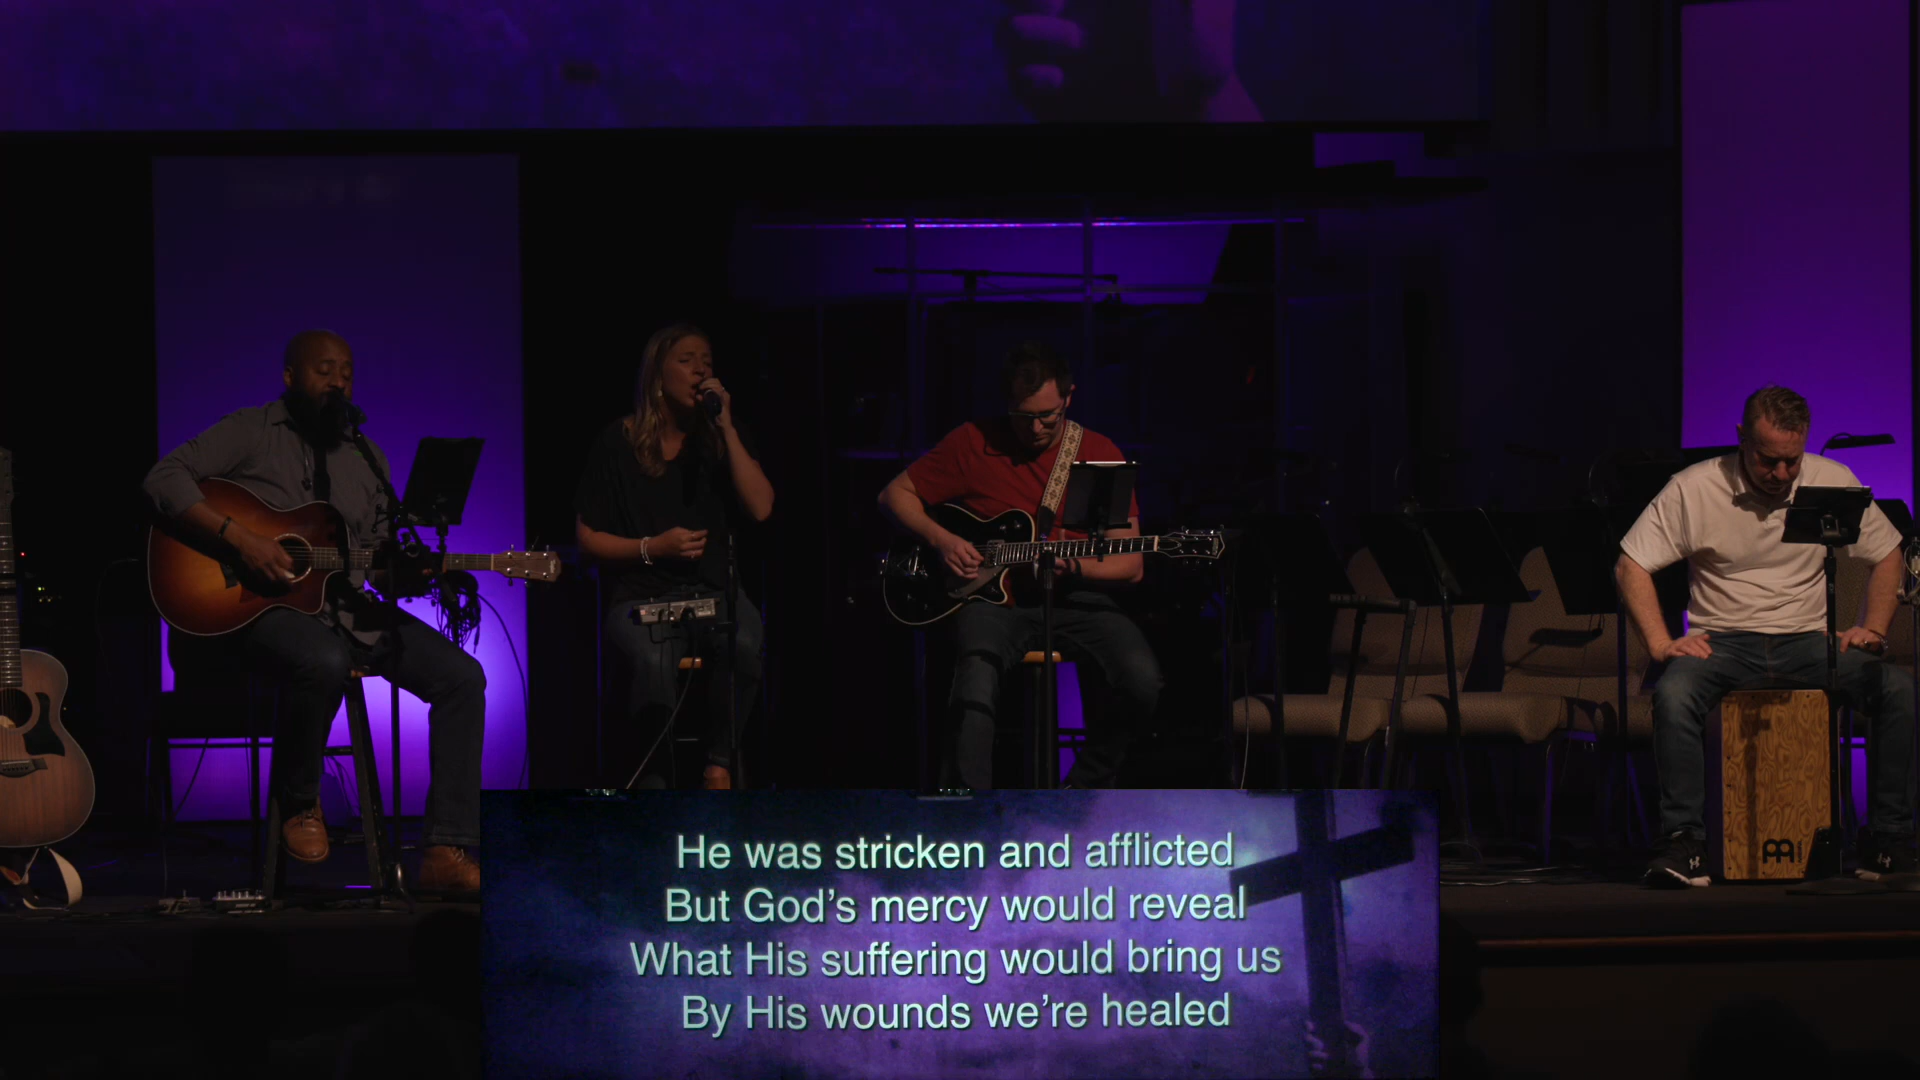 He was stricken and afflicted
But God's mercy would reveal
What His suffering would bring us
By His wounds we're healed